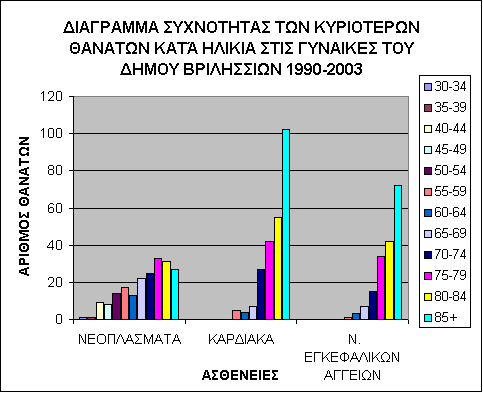 ΔΙΑΓΡΑΜΜΑ ΣΥΧΝΟΤΗΤΑΣ ΤΩΝ ΚΥΡΙΟΤΕΡΩΝ
ΘΑΝΑΤΩΝ ΚΑΤΆ ΗΛΙΚΙΑ ΣΤΙΣ ΓΥΝΑΙΚΕΣ ΤΟΥ
ΔΗΜΟΥ ΒΡΙΛΗΣΣΙΩΝ 1990-2003
ΑΡΙΘΜΟΣ ΘΑΝΑΤΩΝ
120
100
80
60
40
20
0
ΝΕΟΠΛΑΣΜΑΤΑ
ΚΑΡΔΙΑΚΑ
Ν.
ΕΓΚΕΦΑΛΙΚΩΝ
ΑΓΓΕΙΩΝ
ΑΣΘΕΝΕΙΕΣ
30-34
35-39
40-44
45-49
50-54
55-59
60-64
65-69
70-74
75-79
80-84
85+